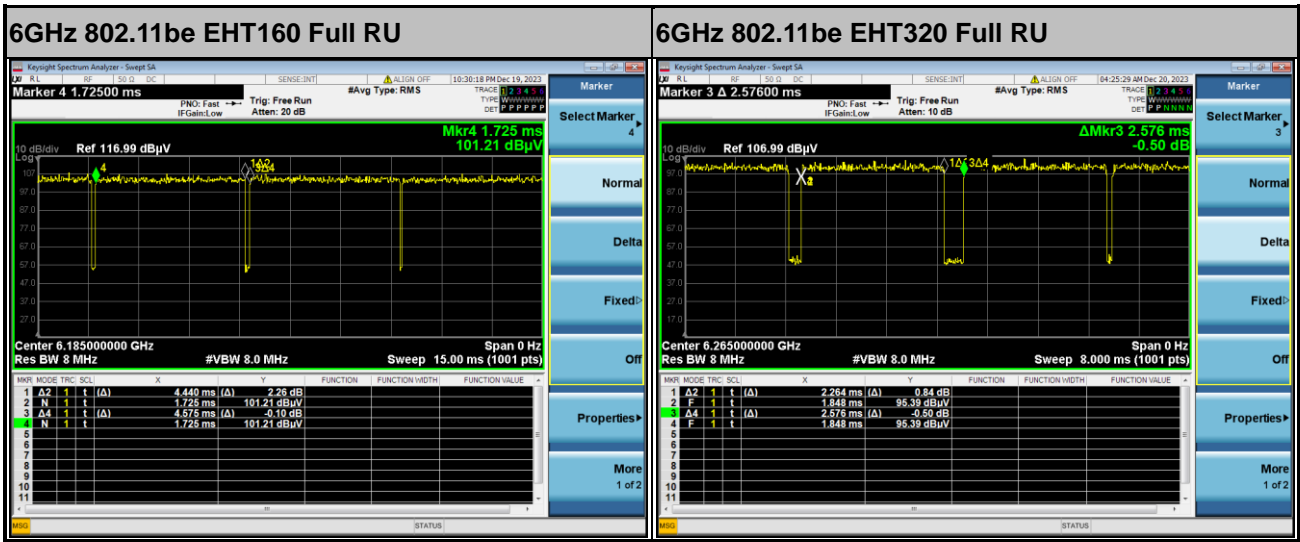 6GHz 802.11be EHT160 Full RU
Keysight Spectrum Analyzer - Swept SA
RL RF 50 Ω DC SENSE:INT ALIGN OFF 10:30:18 PM Dec 19, 2023
Marker 4 1.72500 ms
#Avg Type: RMS
TRACE 1 2 3 4 5 6
PNO: Fast Trig: Free Run
TYPE WWWWWW
IFGain:Low Atten: 20 dB
DET P P P P P P
Mkr4 1.725 ms
101.21 dBµV
10 dB/div Ref 116.99 dBµV
Log
107
97.0
87.0
77.0
67.0
57.0
47.0
37.0
27.0
4
1Δ2
3Δ4
Center 6.185000000 GHz Span 0 Hz
Res BW 8 MHz #VBW 8.0 MHz Sweep 15.00 ms (1001 pts)
MKR MODE TRC SCL X Y FUNCTION FUNCTION WIDTH FUNCTION VALUE
1 Δ2 1 t (Δ) 4.440 ms (Δ) 2.26 dB
2 N 1 t 1.725 ms 101.21 dBµV
3 Δ4 1 t (Δ) 4.575 ms (Δ) -0.10 dB
4 N 1 t 1.725 ms 101.21 dBµV
5
6
7
8
9
10
11
MSG STATUS
Marker
Select Marker
4
Normal
Delta
Fixed
Off
Properties
More
1 of 2
6GHz 802.11be EHT320 Full RU
Keysight Spectrum Analyzer - Swept SA
RL RF 50 Ω DC SENSE:INT ALIGN OFF 04:25:29 AM Dec 20, 2023
Marker 3 Δ 2.57600 ms
#Avg Type: RMS
TRACE 1 2 3 4 5 6
PNO: Fast Trig: Free Run
TYPE WWWWWW
IFGain:Low Atten: 10 dB
DET P P N N N N
ΔMkr3 2.576 ms
-0.50 dB
10 dB/div Ref 106.99 dBµV
Log
97.0
87.0
77.0
67.0
57.0
47.0
37.0
27.0
17.0
1Δ2 3Δ4
Center 6.265000000 GHz Span 0 Hz
Res BW 8 MHz #VBW 8.0 MHz Sweep 8.000 ms (1001 pts)
MKR MODE TRC SCL X Y FUNCTION FUNCTION WIDTH FUNCTION VALUE
1 Δ2 1 t (Δ) 2.264 ms (Δ) 0.84 dB
2 F 1 t 1.848 ms 95.39 dBµV
3 Δ4 1 t (Δ) 2.576 ms (Δ) -0.50 dB
4 F 1 t 1.848 ms 95.39 dBµV
5
6
7
8
9
10
11
MSG STATUS
Marker
Select Marker
3
Normal
Delta
Fixed
Off
Properties
More
1 of 2